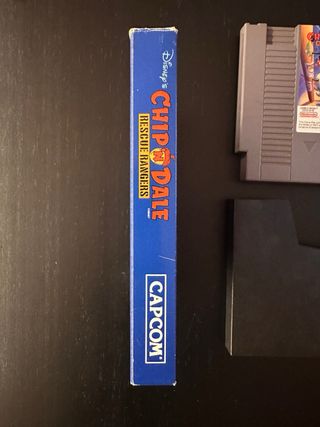 Disney's
CHIP 'N DALE
RESCUE RANGERS
CAPCOM